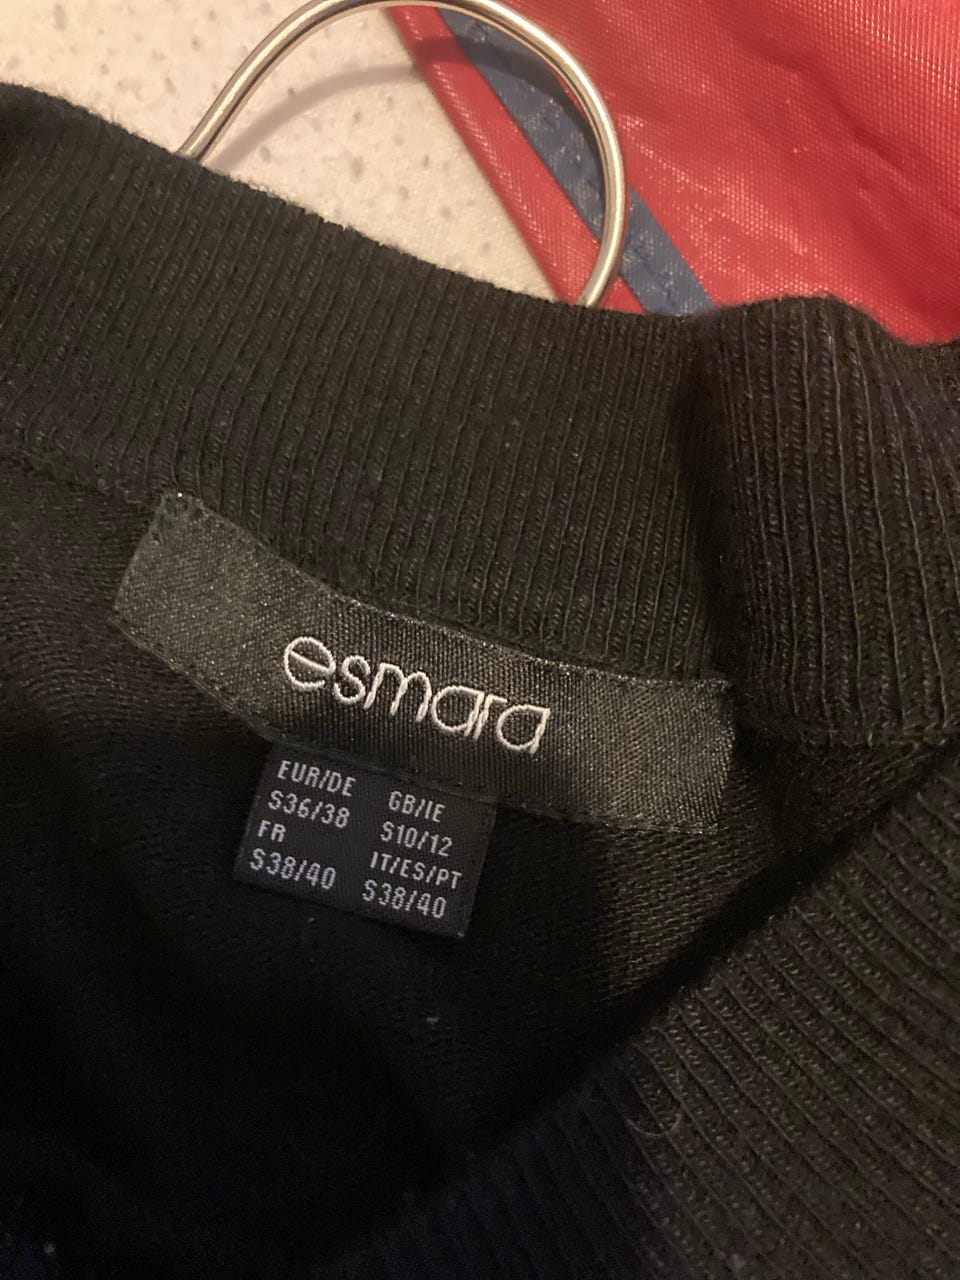 esmara
EUR/DE
S36/38
FR
S38/40
GB/IE
S10/12
IT/ES/PT
S38/40